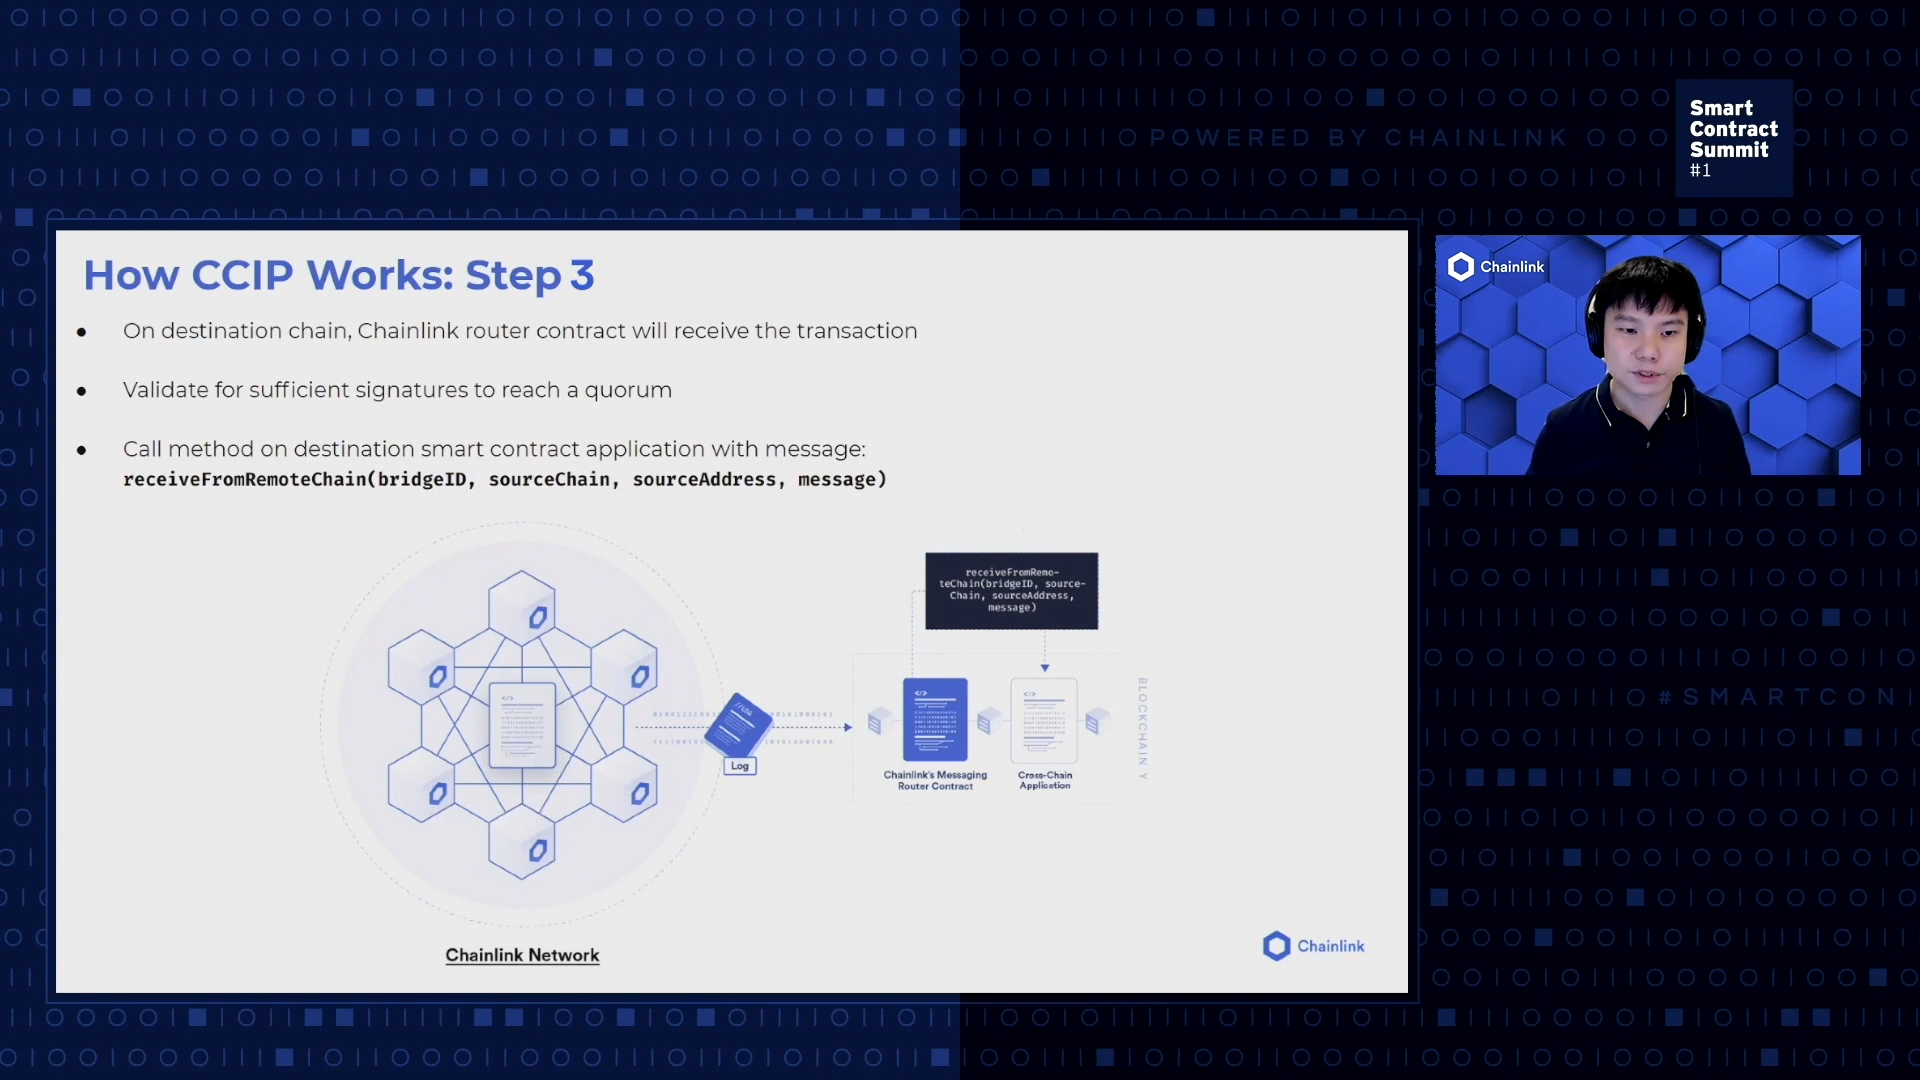 POWERED BY CHAINLINK
Smart
Contract
Summit
#1
How CCIP Works: Step 3
Chainlink
● On destination chain, Chainlink router contract will receive the transaction
● Validate for sufficient signatures to reach a quorum
● Call method on destination smart contract application with message:
receiveFromRemoteChain(bridgeID, sourceChain, sourceAddress, message)
receiveFromRemo-
teChain(bridgeID, source-
Chain, sourceAddress,
message)
//LOG
Log
</>
</>
</>
Chainlink's Messaging
Router Contract
Cross-Chain
Application
BLOCKCHAIN Y
#SMARTCON
Chainlink Network
Chainlink